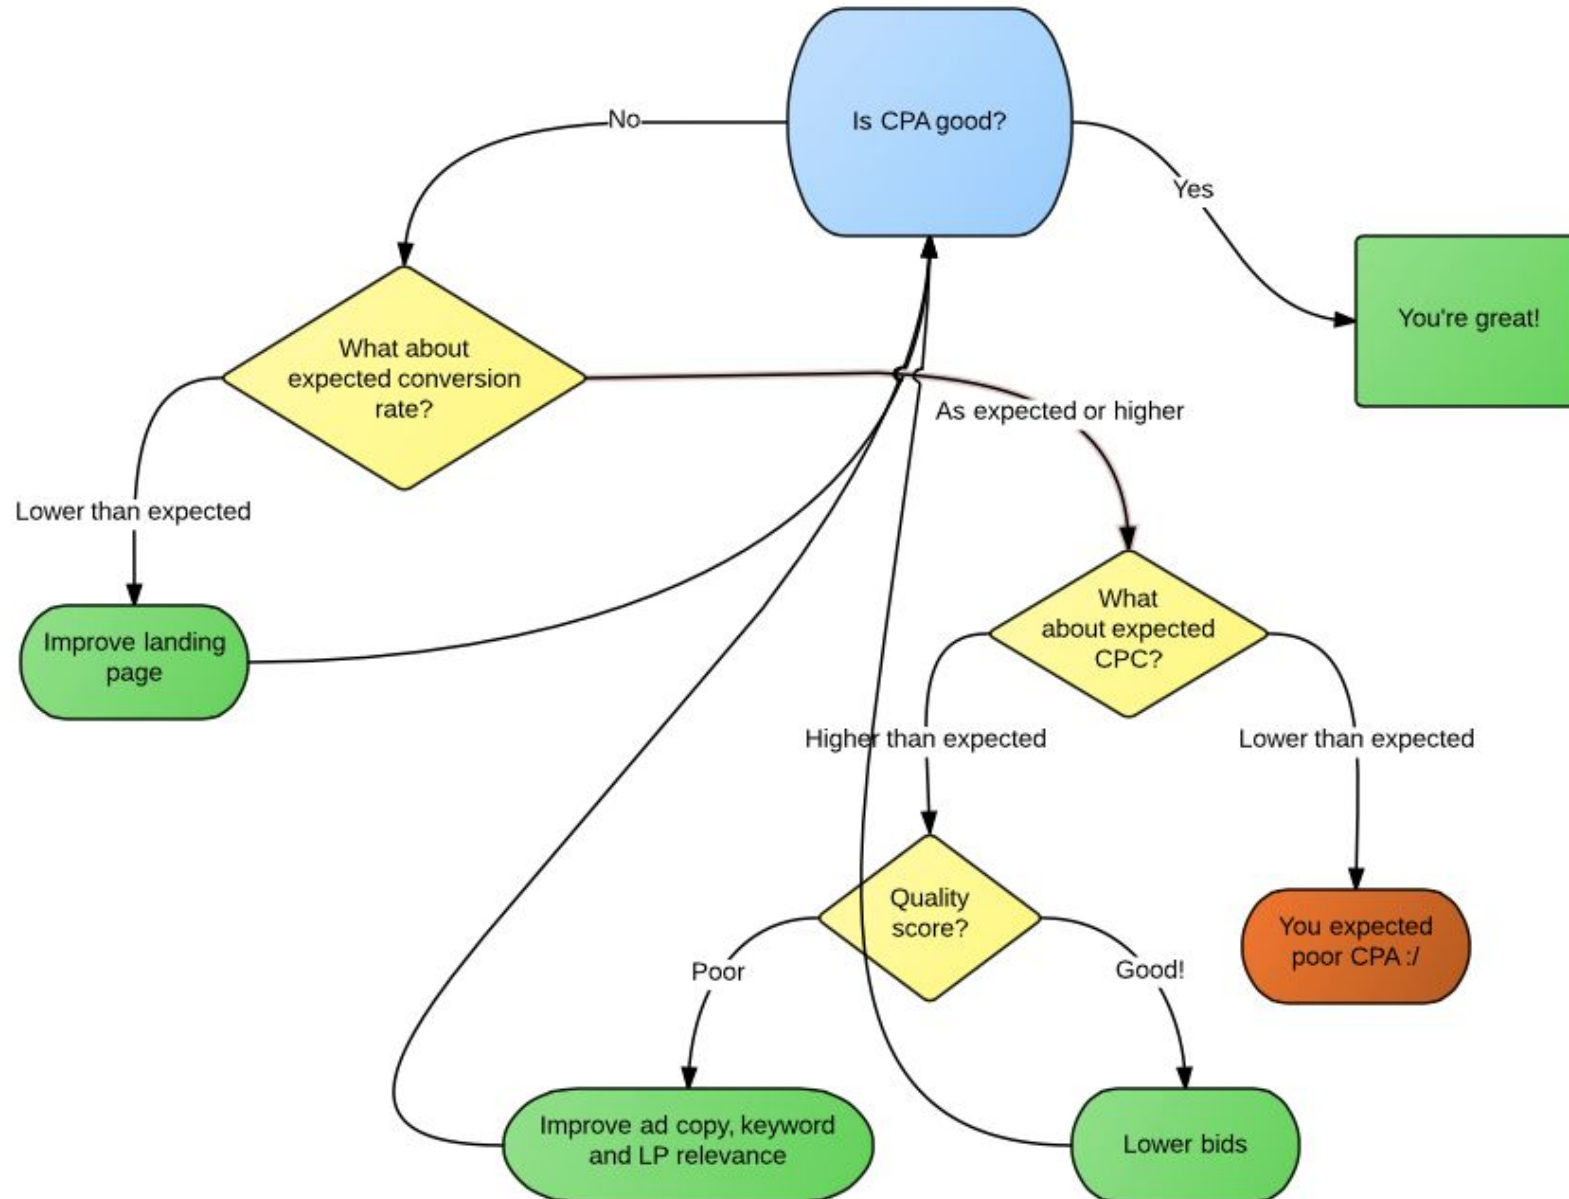 Is CPA good?
No
Yes
You're great!
What about
expected conversion
rate?
As expected or higher
Lower than expected
What
about expected
CPC?
Improve landing
page
Higher than expected
Lower than expected
Quality
score?
You expected
poor CPA :/
Poor
Good!
Improve ad copy, keyword
and LP relevance
Lower bids